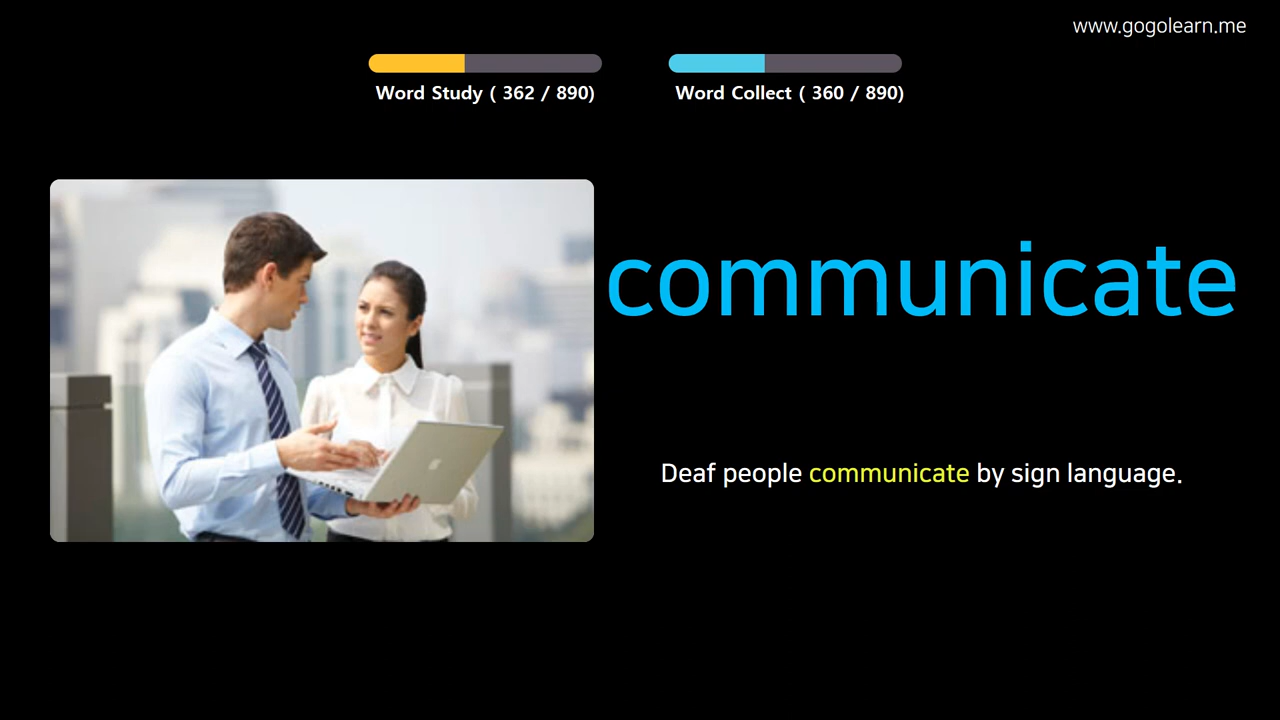 www.gogolearn.me
Word Study ( 362 / 890)
Word Collect ( 360 / 890)
communicate
Deaf people communicate by sign language.